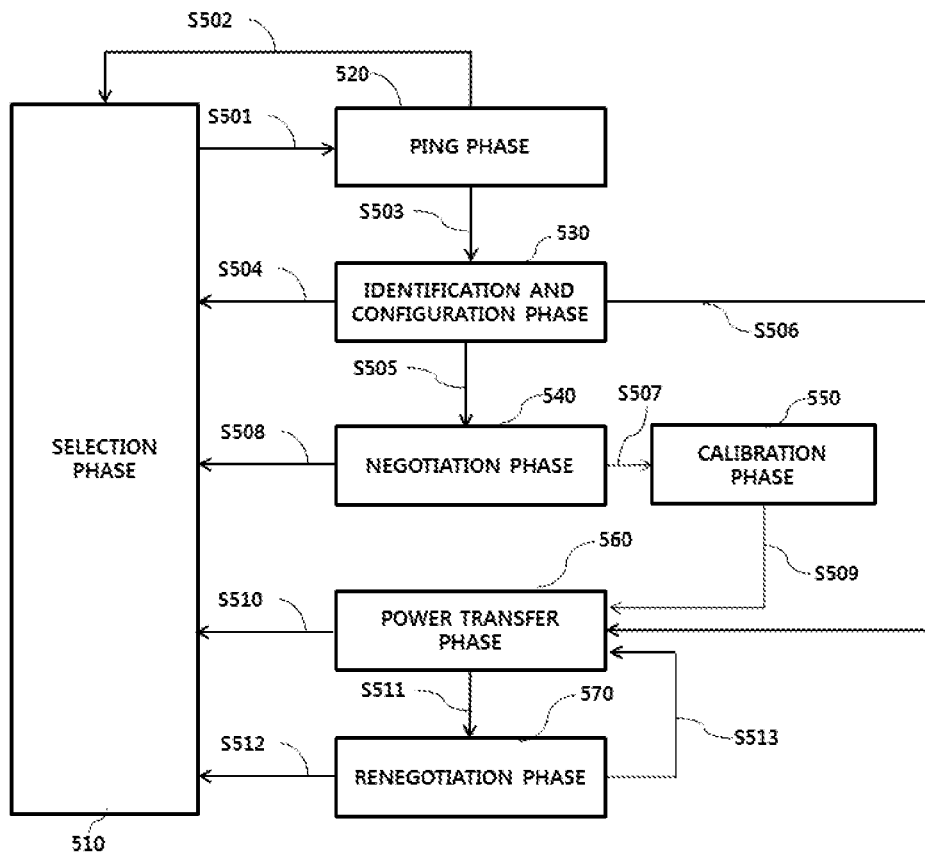 S502
520
S501
PING PHASE
S503
530
S504
IDENTIFICATION AND
CONFIGURATION PHASE
S506
S505
540
S507
550
S508
SELECTION
PHASE
NEGOTIATION PHASE
CALIBRATION
PHASE
560
S509
S510
POWER TRANSFER
PHASE
S511
570
S512
S513
RENEGOTIATION PHASE
510